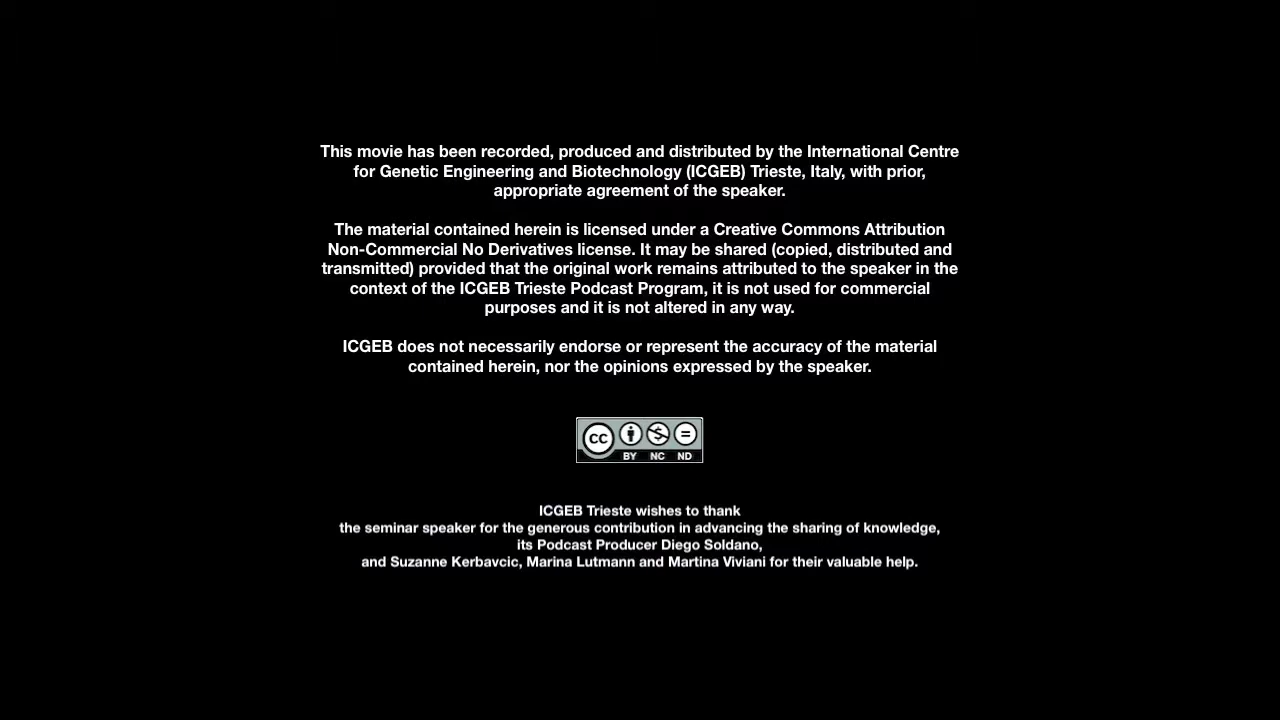 This movie has been recorded, produced and distributed by the International Centre
for Genetic Engineering and Biotechnology (ICGEB) Trieste, Italy, with prior,
appropriate agreement of the speaker.
The material contained herein is licensed under a Creative Commons Attribution
Non-Commercial No Derivatives license. It may be shared (copied, distributed and
transmitted) provided that the original work remains attributed to the speaker in the
context of the ICGEB Trieste Podcast Program, it is not used for commercial
purposes and it is not altered in any way.
ICGEB does not necessarily endorse or represent the accuracy of the material
contained herein, nor the opinions expressed by the speaker.
CC
BY NC ND
ICGEB Trieste wishes to thank
the seminar speaker for the generous contribution in advancing the sharing of knowledge,
its Podcast Producer Diego Soldano,
and Suzanne Kerbavcic, Marina Lutmann and Martina Viviani for their valuable help.